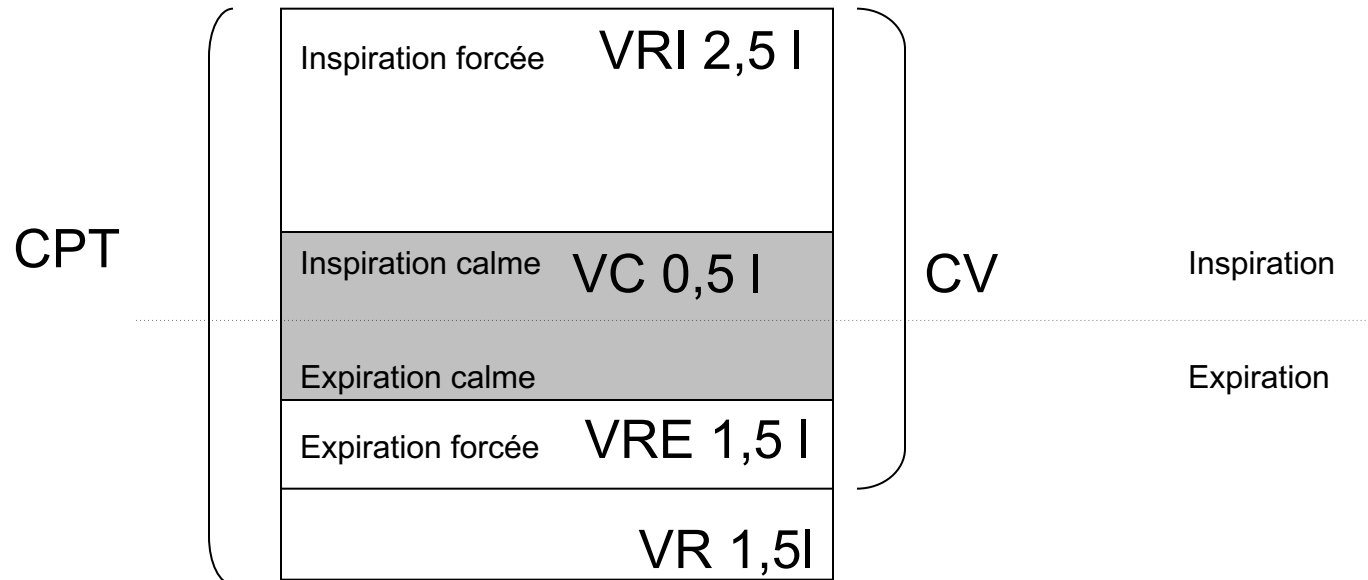 Inspiration forcée VRI 2,5 l
CPT
Inspiration calme VC 0,5 l
CV
Inspiration
Expiration calme
Expiration
Expiration forcée VRE 1,5 l
VR 1,5l